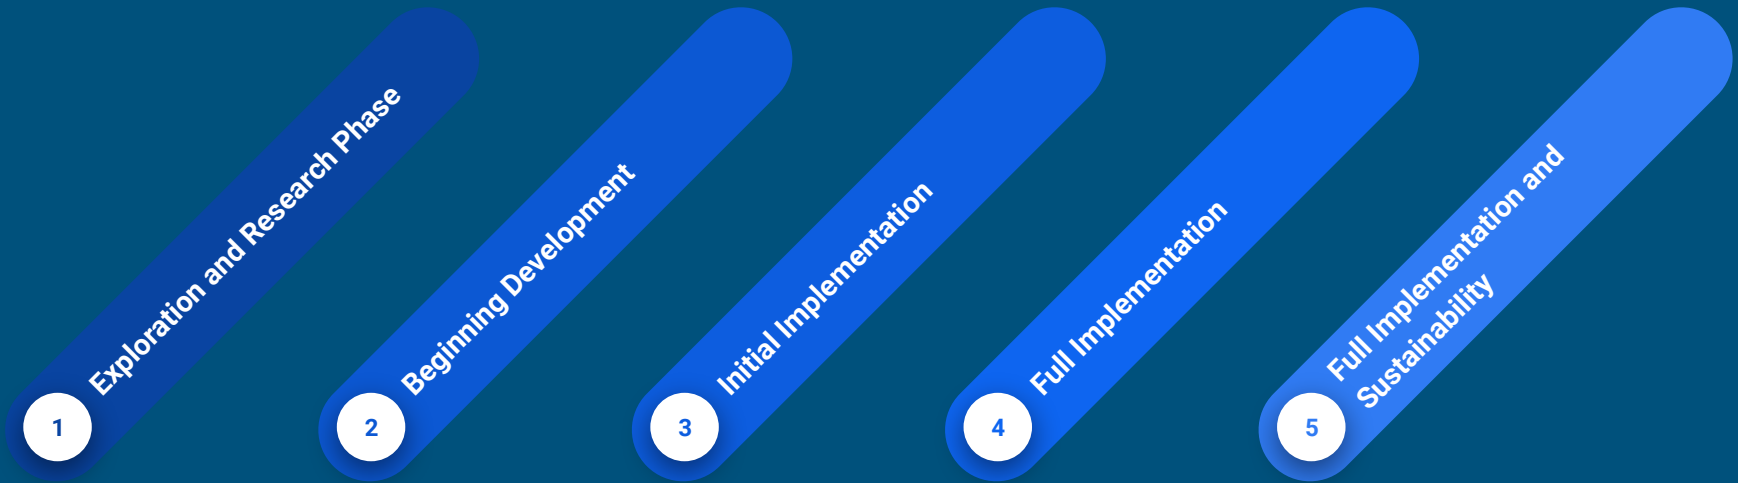 1
Exploration and Research Phase
2
Beginning Development
3
Initial Implementation
4
Full Implementation
5
Full Implementation and
Sustainability